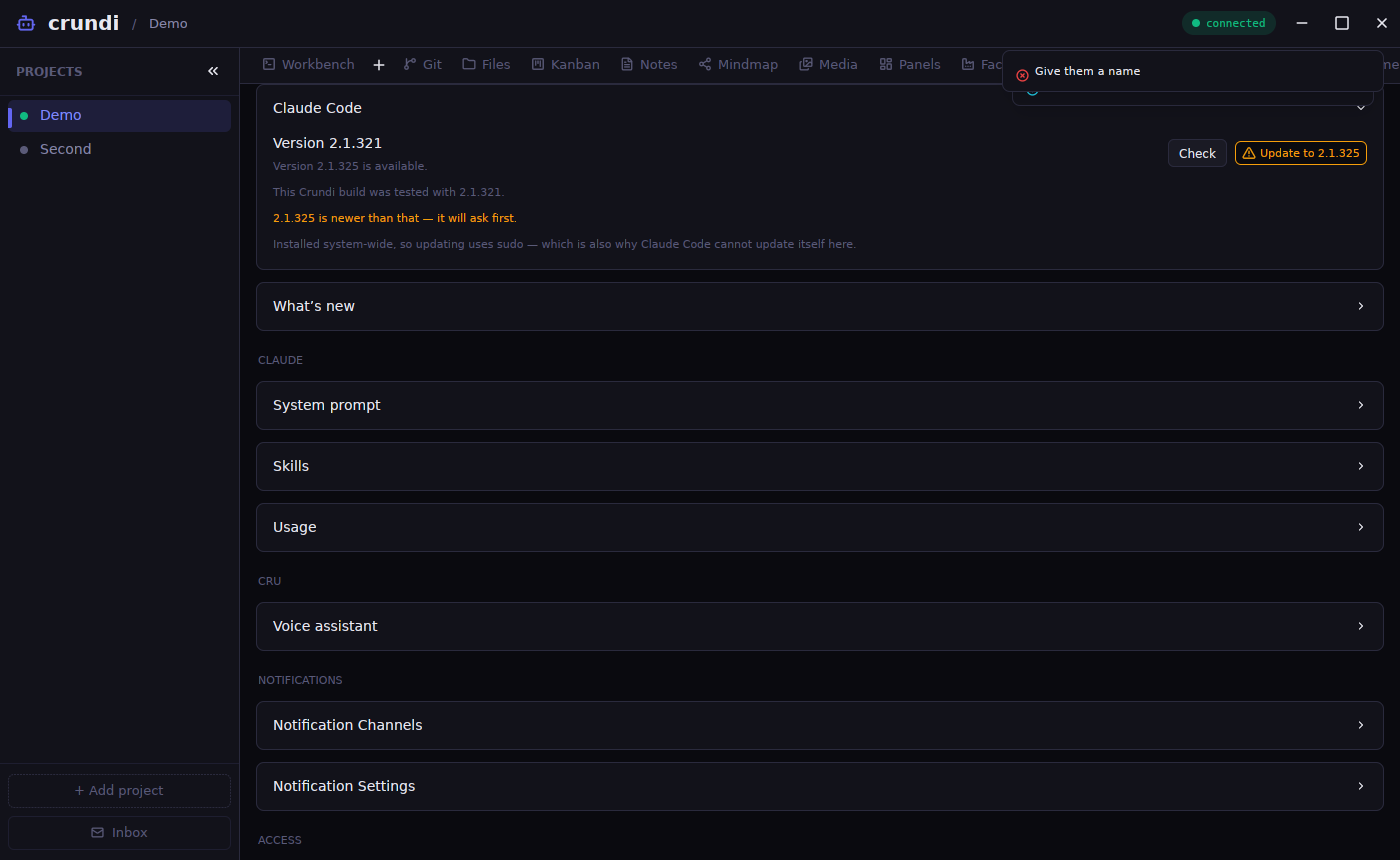 crundi / Demo
connected
PROJECTS
Demo
Second
+ Add project
Inbox
Workbench
+
Git
Files
Kanban
Notes
Mindmap
Media
Panels
Fac
me
Give them a name
Claude Code
Version 2.1.321
Version 2.1.325 is available.
This Crundi build was tested with 2.1.321.
2.1.325 is newer than that — it will ask first.
Installed system-wide, so updating uses sudo — which is also why Claude Code cannot update itself here.
Check
Update to 2.1.325
What’s new
CLAUDE
System prompt
Skills
Usage
CRU
Voice assistant
NOTIFICATIONS
Notification Channels
Notification Settings
ACCESS